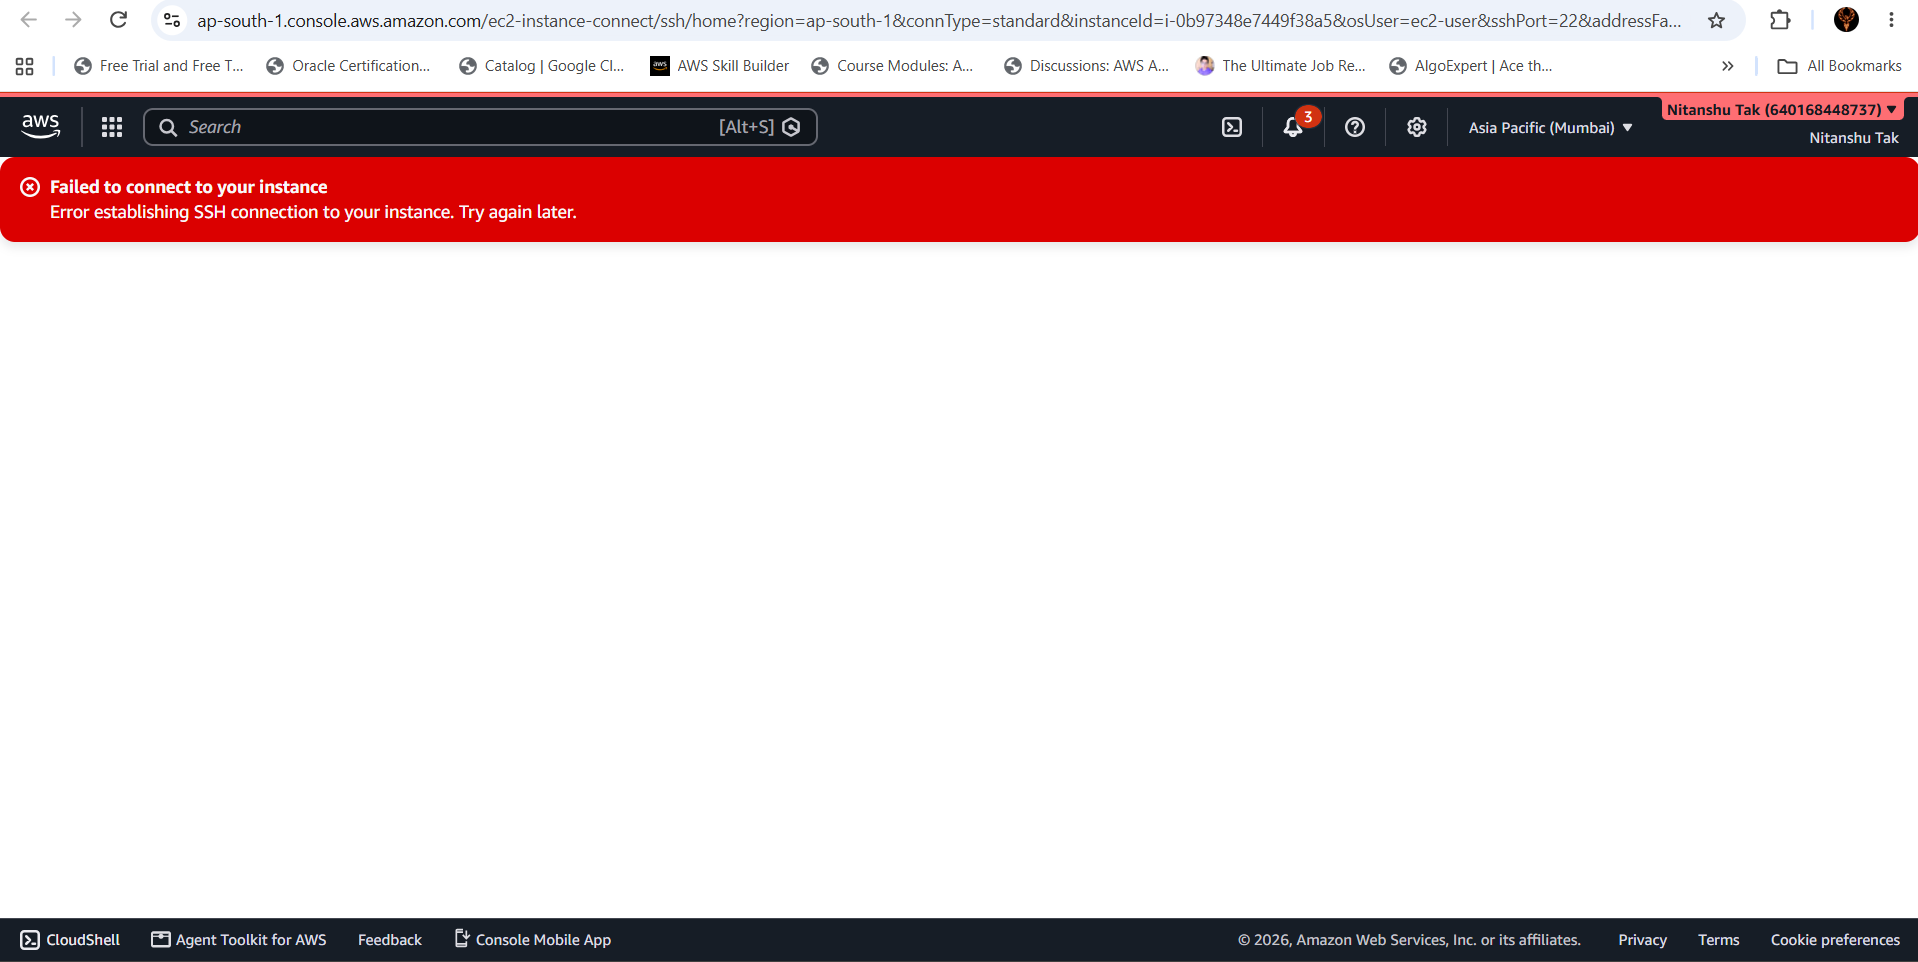 ap-south-1.console.aws.amazon.com/ec2-instance-connect/ssh/home?region=ap-south-1&connType=standard&instanceId=i-0b97348e7449f38a5&osUser=ec2-user&sshPort=22&addressFa...
Free Trial and Free T... Oracle Certification... Catalog | Google Cl... aws AWS Skill Builder Course Modules: A... Discussions: AWS A... The Ultimate Job Re... AlgoExpert | Ace th... » All Bookmarks
aws Search [Alt+S] 3 Asia Pacific (Mumbai) ▼ Nitanshu Tak (640168448737) ▼
Nitanshu Tak
Failed to connect to your instance
Error establishing SSH connection to your instance. Try again later.
CloudShell Agent Toolkit for AWS Feedback Console Mobile App © 2026, Amazon Web Services, Inc. or its affiliates. Privacy Terms Cookie preferences